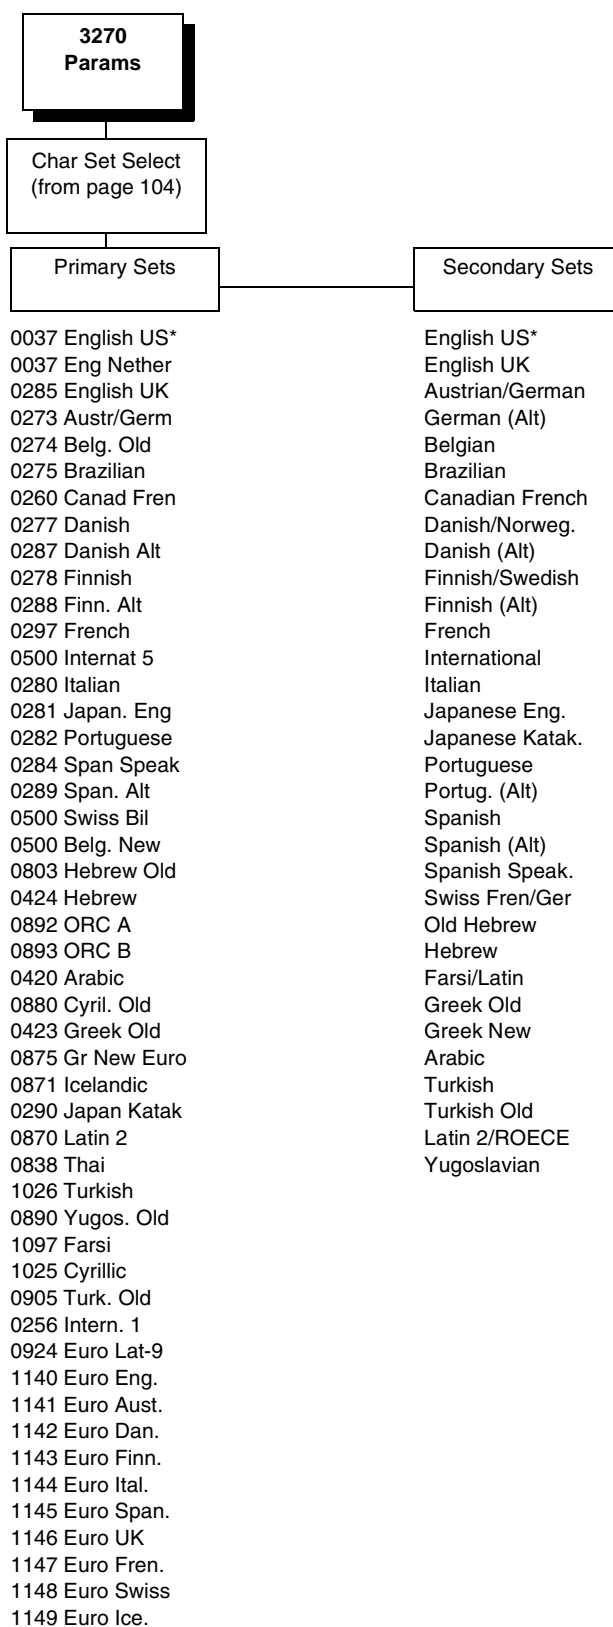 3270
Params
Char Set Select
(from page 104)
Primary Sets
0037 English US*
0037 Eng Nether
0285 English UK
0273 Austr/Germ
0274 Belg. Old
0275 Brazilian
0260 Canad Fren
0277 Danish
0287 Danish Alt
0278 Finnish
0288 Finn. Alt
0297 French
0500 Internat 5
0280 Italian
0281 Japan. Eng
0282 Portuguese
0284 Span Speak
0289 Span. Alt
0500 Swiss Bil
0500 Belg. New
0803 Hebrew Old
0424 Hebrew
0892 ORC A
0893 ORC B
0420 Arabic
0880 Cyril. Old
0423 Greek Old
0875 Gr New Euro
0871 Icelandic
0290 Japan Katak
0870 Latin 2
0838 Thai
1026 Turkish
0890 Yugos. Old
1097 Farsi
1025 Cyrillic
0905 Turk. Old
0256 Intern. 1
0924 Euro Lat-9
1140 Euro Eng.
1141 Euro Aust.
1142 Euro Dan.
1143 Euro Finn.
1144 Euro Ital.
1145 Euro Span.
1146 Euro UK
1147 Euro Fren.
1148 Euro Swiss
1149 Euro Ice.
Secondary Sets
English US*
English UK
Austrian/German
German (Alt)
Belgian
Brazilian
Canadian French
Danish/Norweg.
Danish (Alt)
Finnish/Swedish
Finnish (Alt)
French
International
Italian
Japanese Eng.
Japanese Katak.
Portuguese
Portug. (Alt)
Spanish
Spanish (Alt)
Spanish Speak.
Swiss Fren/Ger
Old Hebrew
Hebrew
Farsi/Latin
Greek Old
Greek New
Arabic
Turkish
Turkish Old
Latin 2/ROECE
Yugoslavian